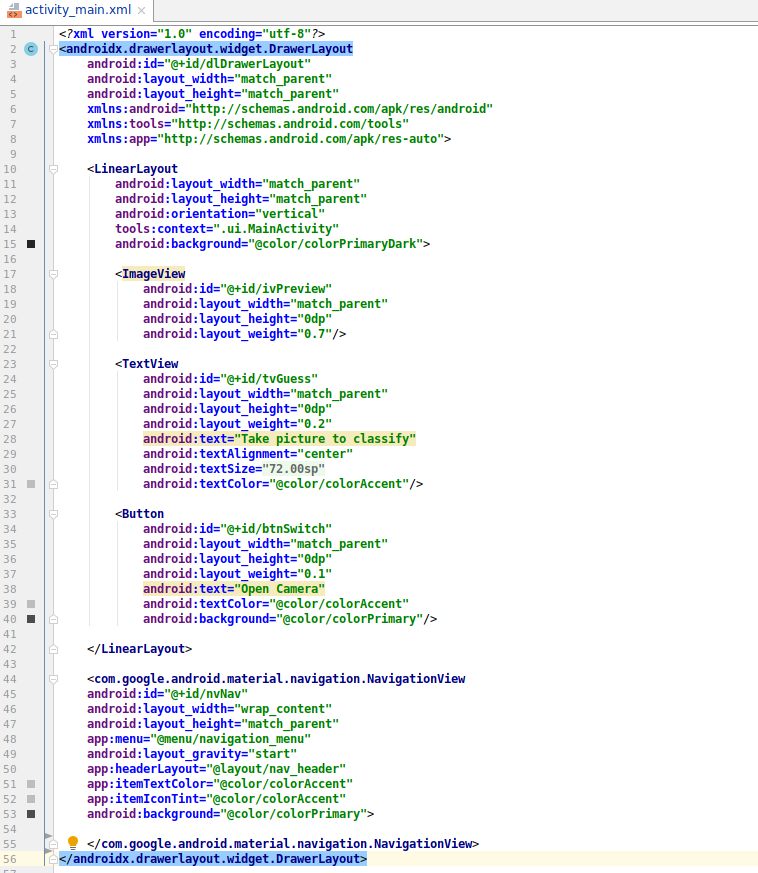 activity_main.xml
1 <?xml version="1.0" encoding="utf-8"?>
2 C <androidx.drawerlayout.widget.DrawerLayout
3 android:id="@+id/dlDrawerLayout"
4 android:layout_width="match_parent"
5 android:layout_height="match_parent"
6 xmlns:android="http://schemas.android.com/apk/res/android"
7 xmlns:tools="http://schemas.android.com/tools"
8 xmlns:app="http://schemas.android.com/apk/res-auto">
9
10 <LinearLayout
11 android:layout_width="match_parent"
12 android:layout_height="match_parent"
13 android:orientation="vertical"
14 tools:context=".ui.MainActivity"
15 android:background="@color/colorPrimaryDark">
16
17 <ImageView
18 android:id="@+id/ivPreview"
19 android:layout_width="match_parent"
20 android:layout_height="0dp"
21 android:layout_weight="0.7"/>
22
23 <TextView
24 android:id="@+id/tvGuess"
25 android:layout_width="match_parent"
26 android:layout_height="0dp"
27 android:layout_weight="0.2"
28 android:text="Take picture to classify"
29 android:textAlignment="center"
30 android:textSize="72.00sp"
31 android:textColor="@color/colorAccent"/>
32
33 <Button
34 android:id="@+id/btnSwitch"
35 android:layout_width="match_parent"
36 android:layout_height="0dp"
37 android:layout_weight="0.1"
38 android:text="Open Camera"
39 android:textColor="@color/colorAccent"
40 android:background="@color/colorPrimary"/>
41
42 </LinearLayout>
43
44 <com.google.android.material.navigation.NavigationView
45 android:id="@+id/nvNav"
46 android:layout_width="wrap_content"
47 android:layout_height="match_parent"
48 app:menu="@menu/navigation_menu"
49 android:layout_gravity="start"
50 app:headerLayout="@layout/nav_header"
51 app:itemTextColor="@color/colorAccent"
52 app:itemIconTint="@color/colorAccent"
53 android:background="@color/colorPrimary">
54
55 </com.google.android.material.navigation.NavigationView>
56 </androidx.drawerlayout.widget.DrawerLayout>